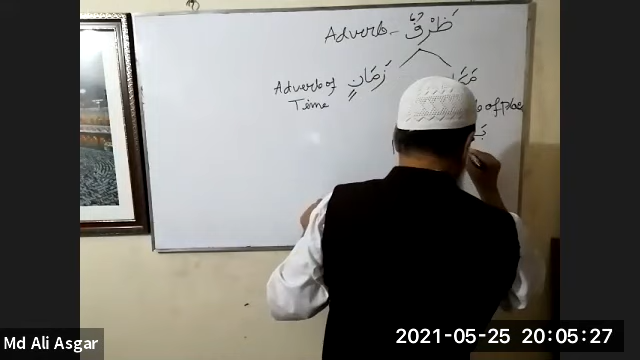 Adverb - ظَرْفٌ
Adverb of زَمَانٍ
Time
of place
Md Ali Asgar
2021-05-25 20:05:27